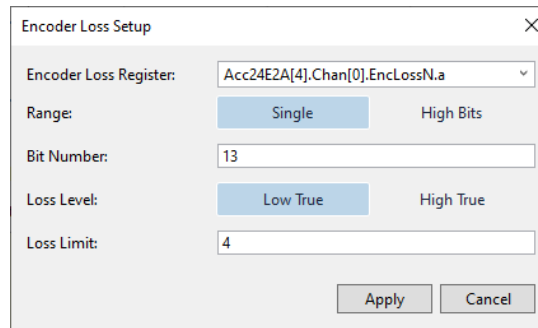 Encoder Loss Setup
Encoder Loss Register: Acc24E2A[4].Chan[0].EncLossN.a
Range: Single High Bits
Bit Number: 13
Loss Level: Low True High True
Loss Limit: 4
Apply Cancel